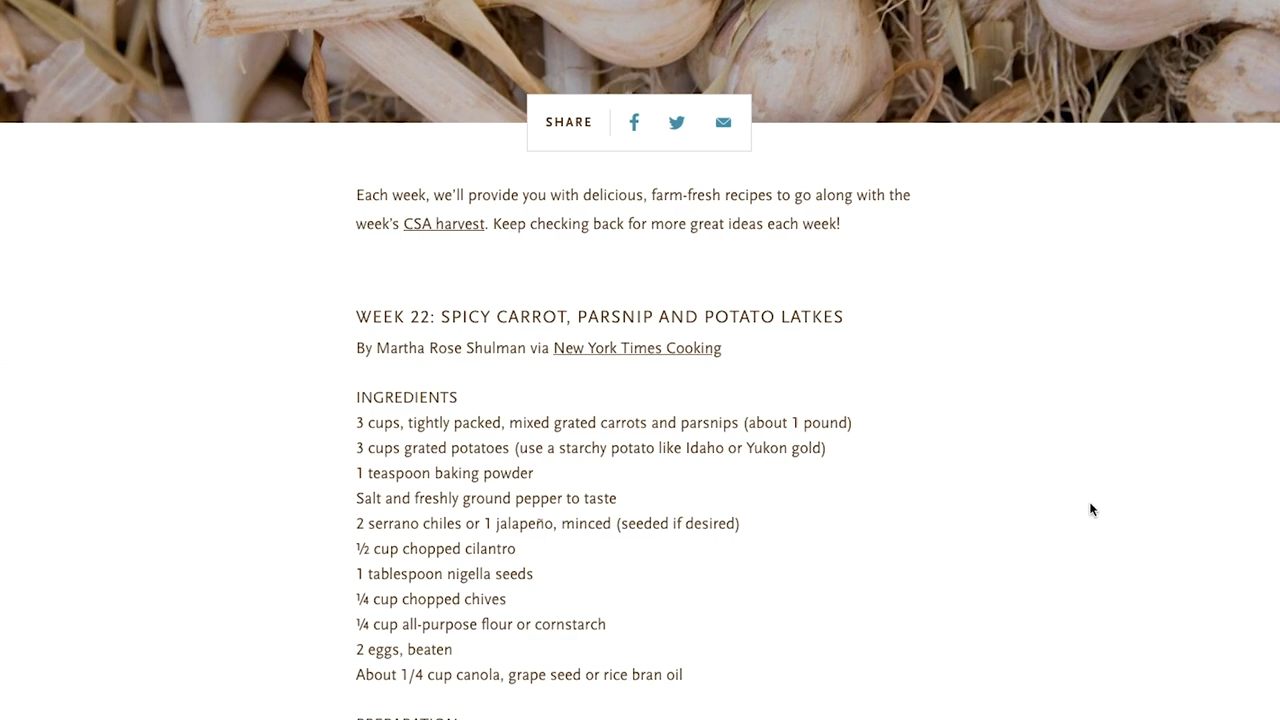 SHARE
Each week, we'll provide you with delicious, farm-fresh recipes to go along with the
week's CSA harvest. Keep checking back for more great ideas each week!
WEEK 22: SPICY CARROT, PARSNIP AND POTATO LATKES
By Martha Rose Shulman via New York Times Cooking
INGREDIENTS
3 cups, tightly packed, mixed grated carrots and parsnips (about 1 pound)
3 cups grated potatoes (use a starchy potato like Idaho or Yukon gold)
1 teaspoon baking powder
Salt and freshly ground pepper to taste
2 serrano chiles or 1 jalapeño, minced (seeded if desired)
½ cup chopped cilantro
1 tablespoon nigella seeds
¼ cup chopped chives
¼ cup all-purpose flour or cornstarch
2 eggs, beaten
About 1/4 cup canola, grape seed or rice bran oil
PREPARATION